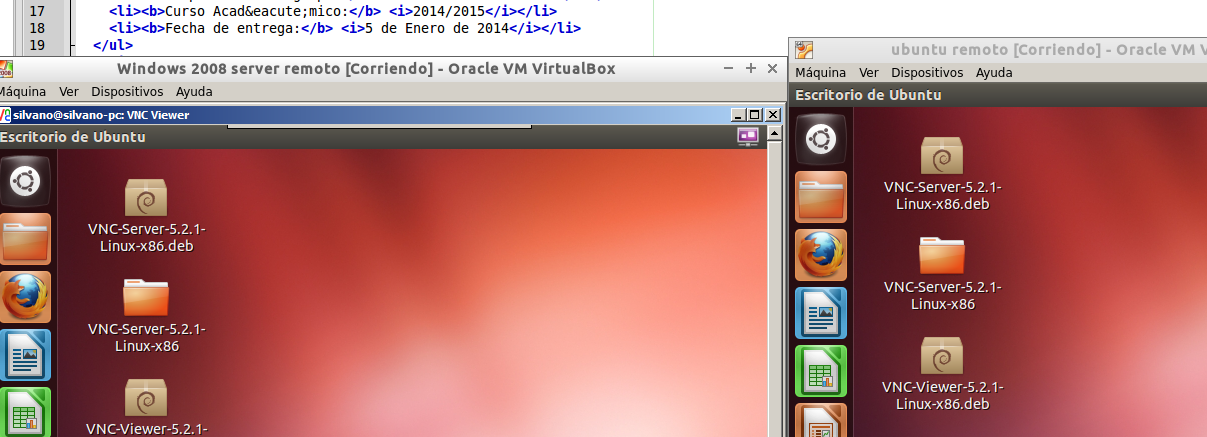 17 <li><b>Curso Acad&eacute;mico:</b> <i>2014/2015</i></li>
18 <li><b>Fecha de entrega:</b> <i>5 de Enero de 2014</i></li>
19 </ul>
Windows 2008 server remoto [Corriendo] - Oracle VM VirtualBox
Máquina Ver Dispositivos Ayuda
silvano@silvano-pc: VNC Viewer
Escritorio de Ubuntu
VNC-Server-5.2.1-
Linux-x86.deb
VNC-Server-5.2.1-
Linux-x86
VNC-Viewer-5.2.1-
ubuntu remoto [Corriendo] - Oracle VM V
Máquina Ver Dispositivos Ayuda
Escritorio de Ubuntu
VNC-Server-5.2.1-
Linux-x86.deb
VNC-Server-5.2.1-
Linux-x86
VNC-Viewer-5.2.1-
Linux-x86.deb